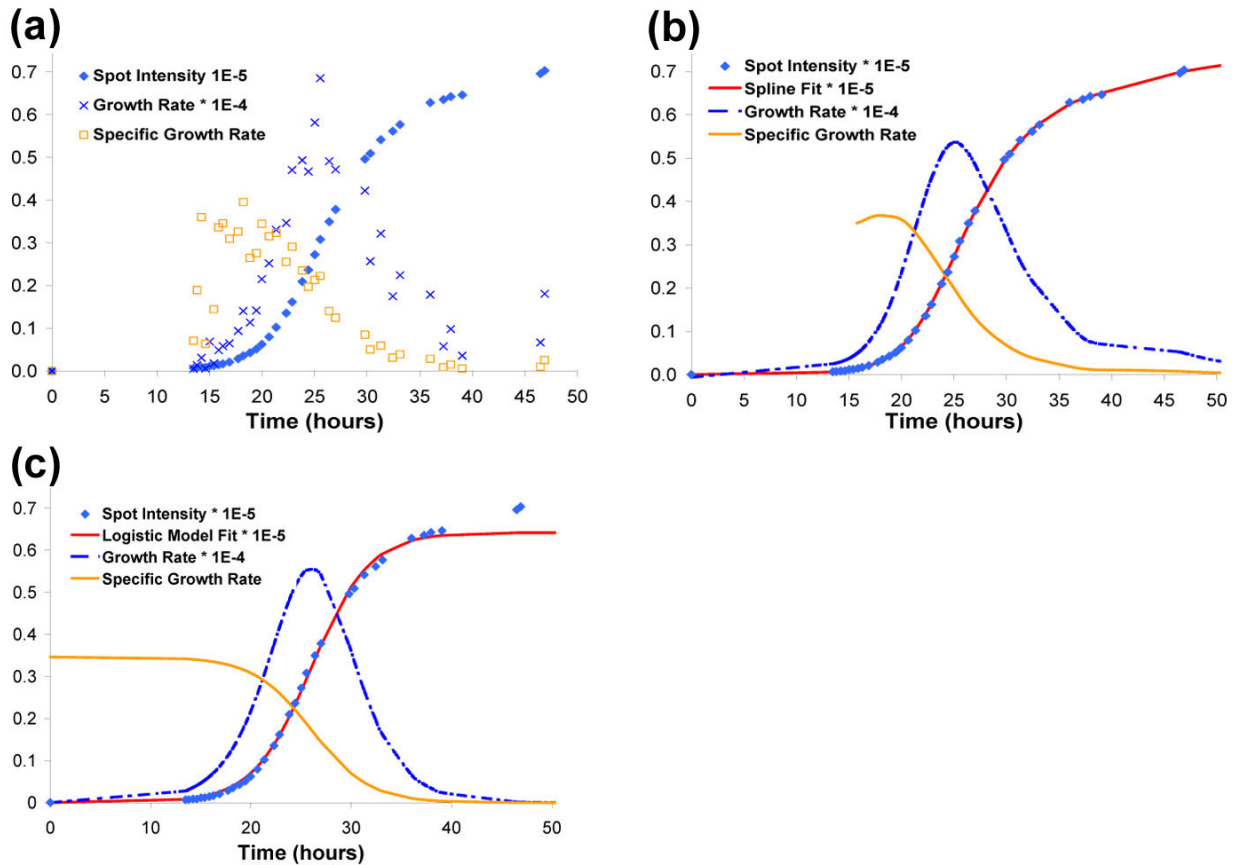 (a)
Spot Intensity 1E-5
Growth Rate * 1E-4
Specific Growth Rate
0.7
0.6
0.5
0.4
0.3
0.2
0.1
0.0
0 5 10 15 20 25 30 35 40 45 50
Time (hours)
(b)
Spot Intensity * 1E-5
Spline Fit * 1E-5
Growth Rate * 1E-4
Specific Growth Rate
0.7
0.6
0.5
0.4
0.3
0.2
0.1
0.0
0 5 10 15 20 25 30 35 40 45 50
Time (hours)
(c)
Spot Intensity * 1E-5
Logistic Model Fit * 1E-5
Growth Rate * 1E-4
Specific Growth Rate
0.7
0.6
0.5
0.4
0.3
0.2
0.1
0
0 10 20 30 40 50
Time (hours)